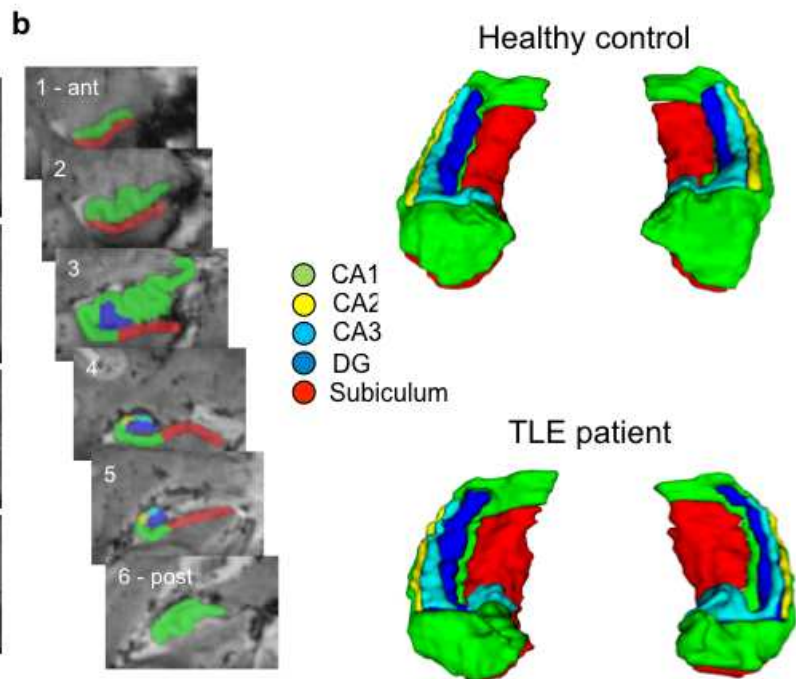 b
Healthy control
1 - ant
2
3
4
5
6 - post
CA1
CA2
CA3
DG
Subiculum
TLE patient